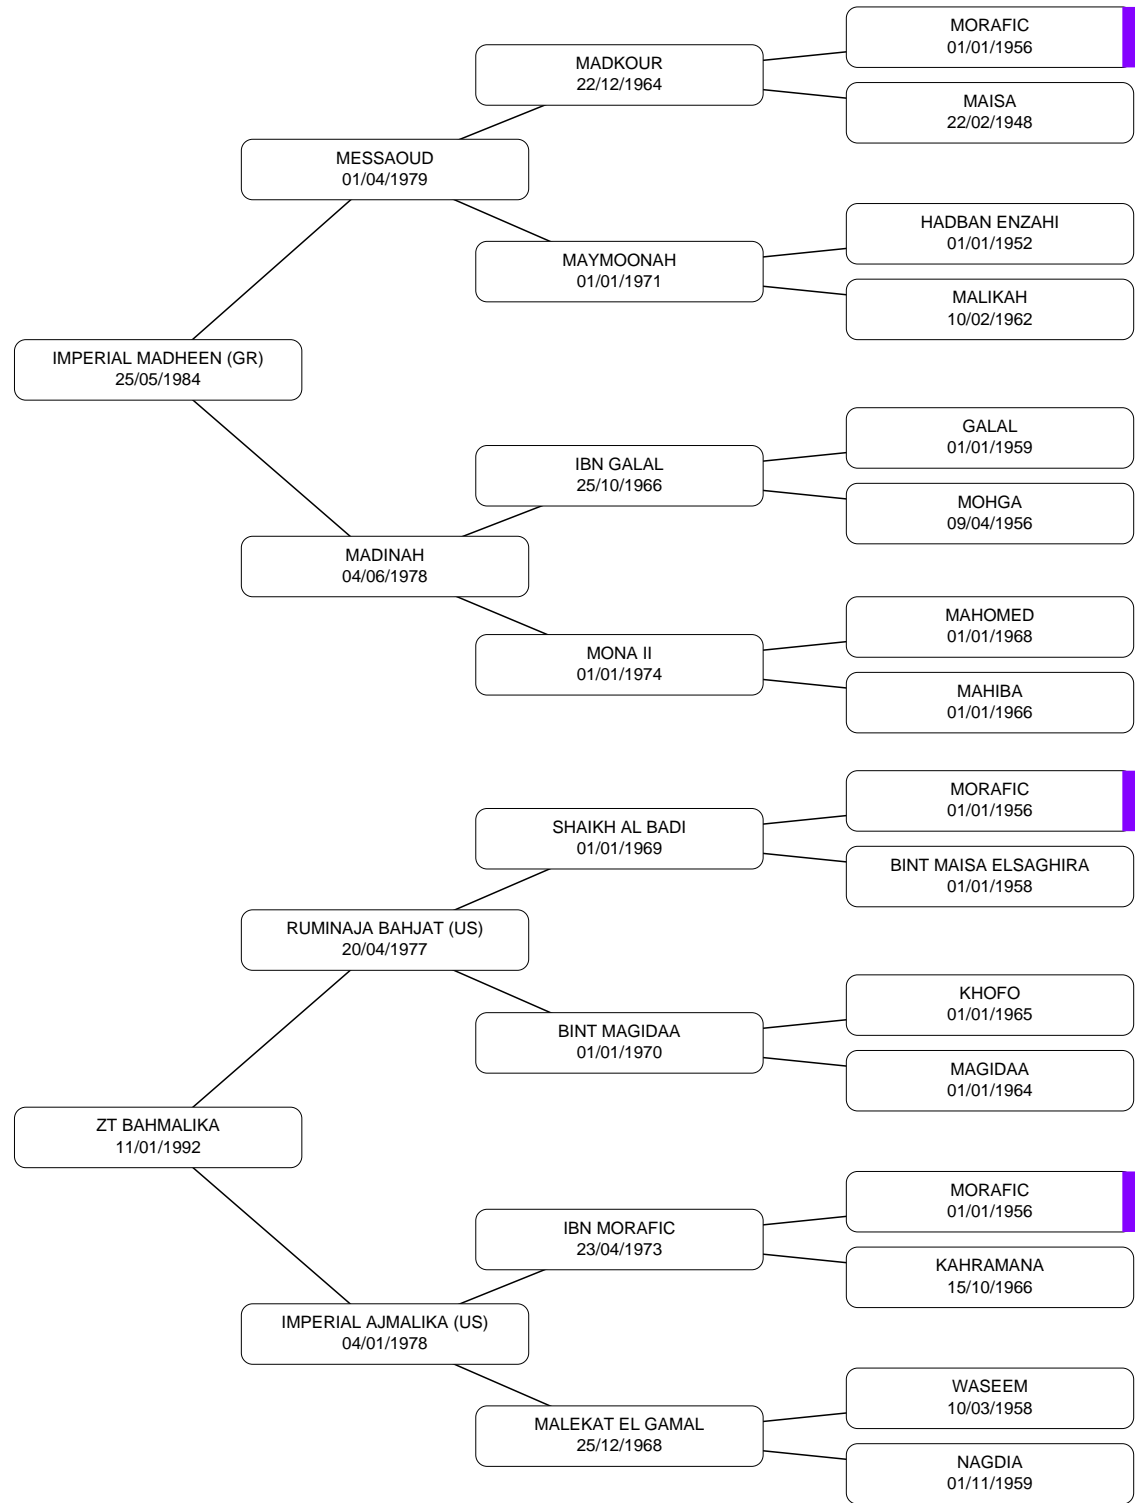 MORAFIC
01/01/1956
MADKOUR
22/12/1964
MAISA
22/02/1948
MESSAOUD
01/04/1979
HADBAN ENZAHI
01/01/1952
MAYMOONAH
01/01/1971
MALIKAH
10/02/1962
IMPERIAL MADHEEN (GR)
25/05/1984
GALAL
01/01/1959
IBN GALAL
25/10/1966
MOHGA
09/04/1956
MADINAH
04/06/1978
MAHOMED
01/01/1968
MONA II
01/01/1974
MAHIBA
01/01/1966
MORAFIC
01/01/1956
SHAIKH AL BADI
01/01/1969
BINT MAISA ELSAGHIRA
01/01/1958
RUMINAJA BAHJAT (US)
20/04/1977
KHOFO
01/01/1965
BINT MAGIDAA
01/01/1970
MAGIDAA
01/01/1964
ZT BAHMALIKA
11/01/1992
MORAFIC
01/01/1956
IBN MORAFIC
23/04/1973
KAHRAMANA
15/10/1966
IMPERIAL AJMALIKA (US)
04/01/1978
WASEEM
10/03/1958
MALEKAT EL GAMAL
25/12/1968
NAGDIA
01/11/1959